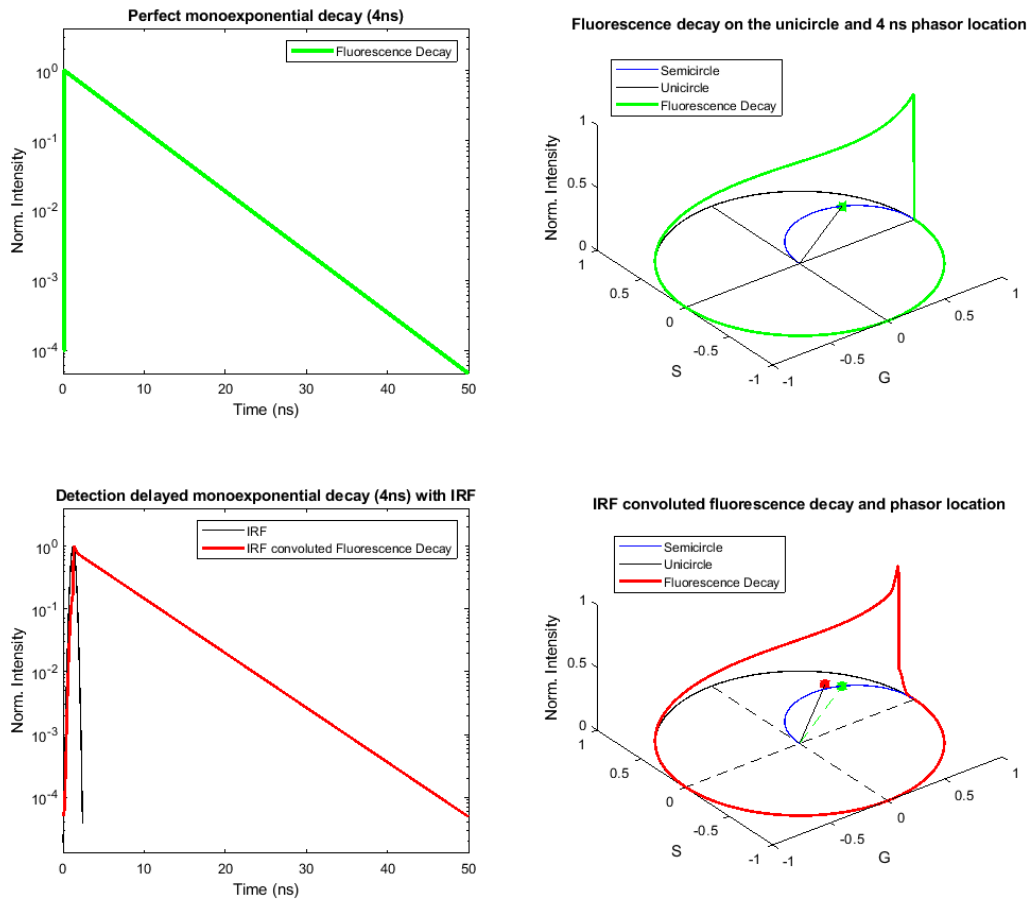 Perfect monoexponential decay (4ns)
Fluorescence Decay
10^0
10^-1
10^-2
10^-3
10^-4
Norm. Intensity
0 10 20 30 40 50
Time (ns)
Fluorescence decay on the unicircle and 4 ns phasor location
Semicircle
Unicircle
Fluorescence Decay
1
0.5
0
Norm. Intensity
1
0.5
0
-0.5
-1
S
-1
-0.5
0
0.5
1
G
Detection delayed monoexponential decay (4ns) with IRF
IRF
IRF convoluted Fluorescence Decay
10^0
10^-1
10^-2
10^-3
10^-4
Norm. Intensity
0 10 20 30 40 50
Time (ns)
IRF convoluted fluorescence decay and phasor location
Semicircle
Unicircle
Fluorescence Decay
1
0.5
0
Norm. Intensity
1
0.5
0
-0.5
-1
S
-1
-0.5
0
0.5
1
G